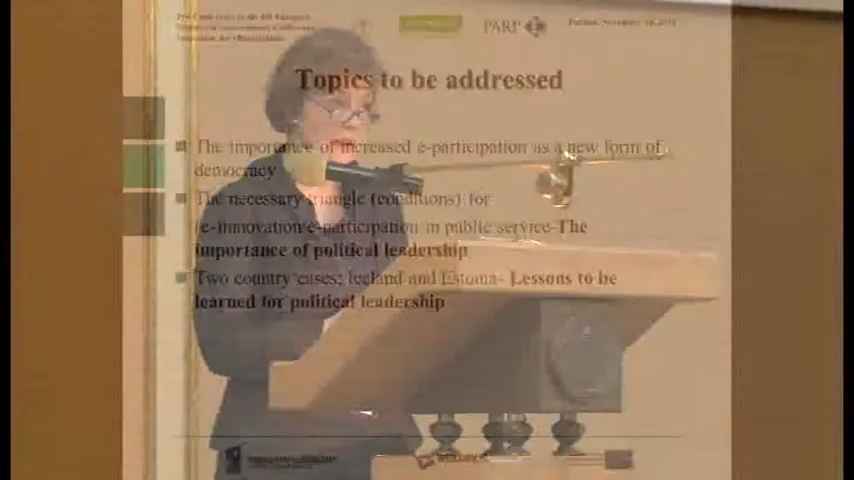 PARP
Topics to be addressed
The importance of increased e-participation as a new form of
democracy
The necessary triangle (conditions) for
e-innovation/e-participation in public service-The
importance of political leadership
Two country cases; Iceland and Estonia- Lessons to be
learned for political leadership